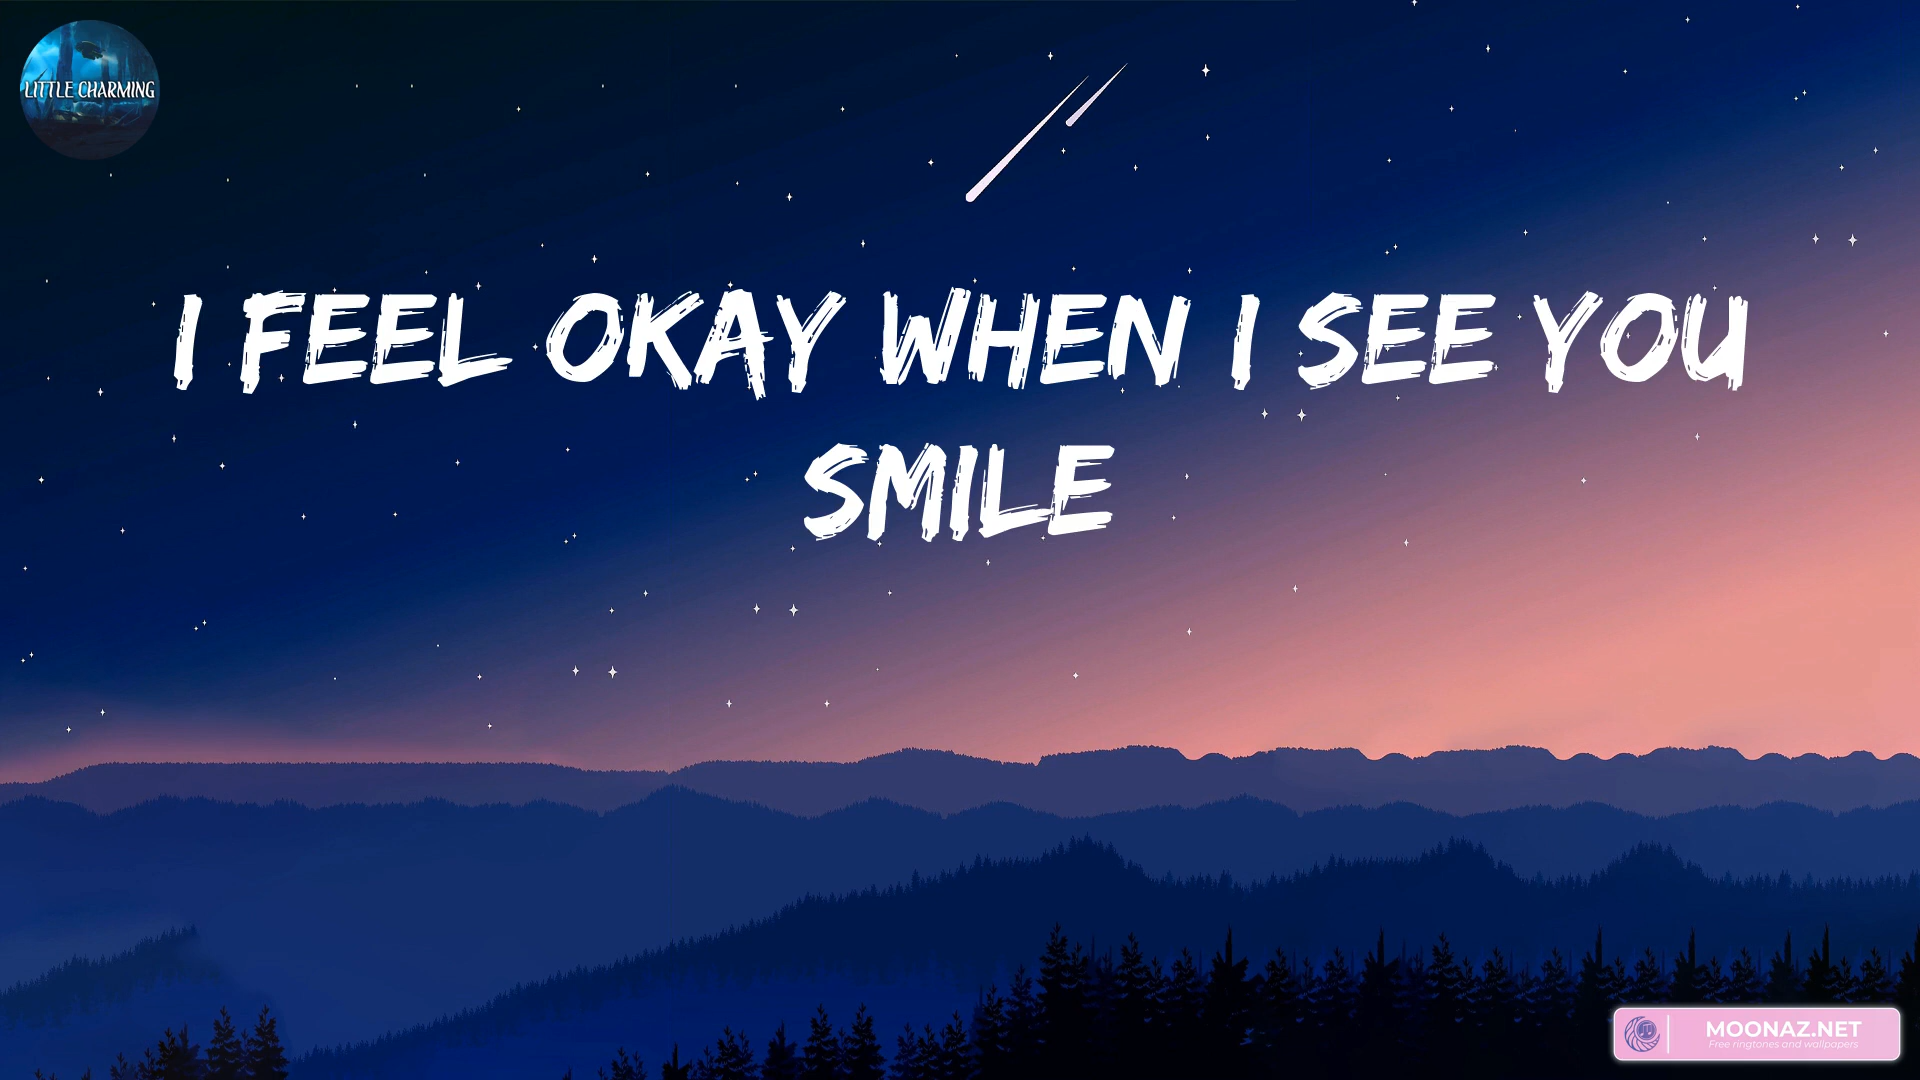 LITTLE CHARMING
I FEEL OKAY WHEN I SEE YOU
SMILE
MOONAZ.NET
Free ringtones and wallpapers